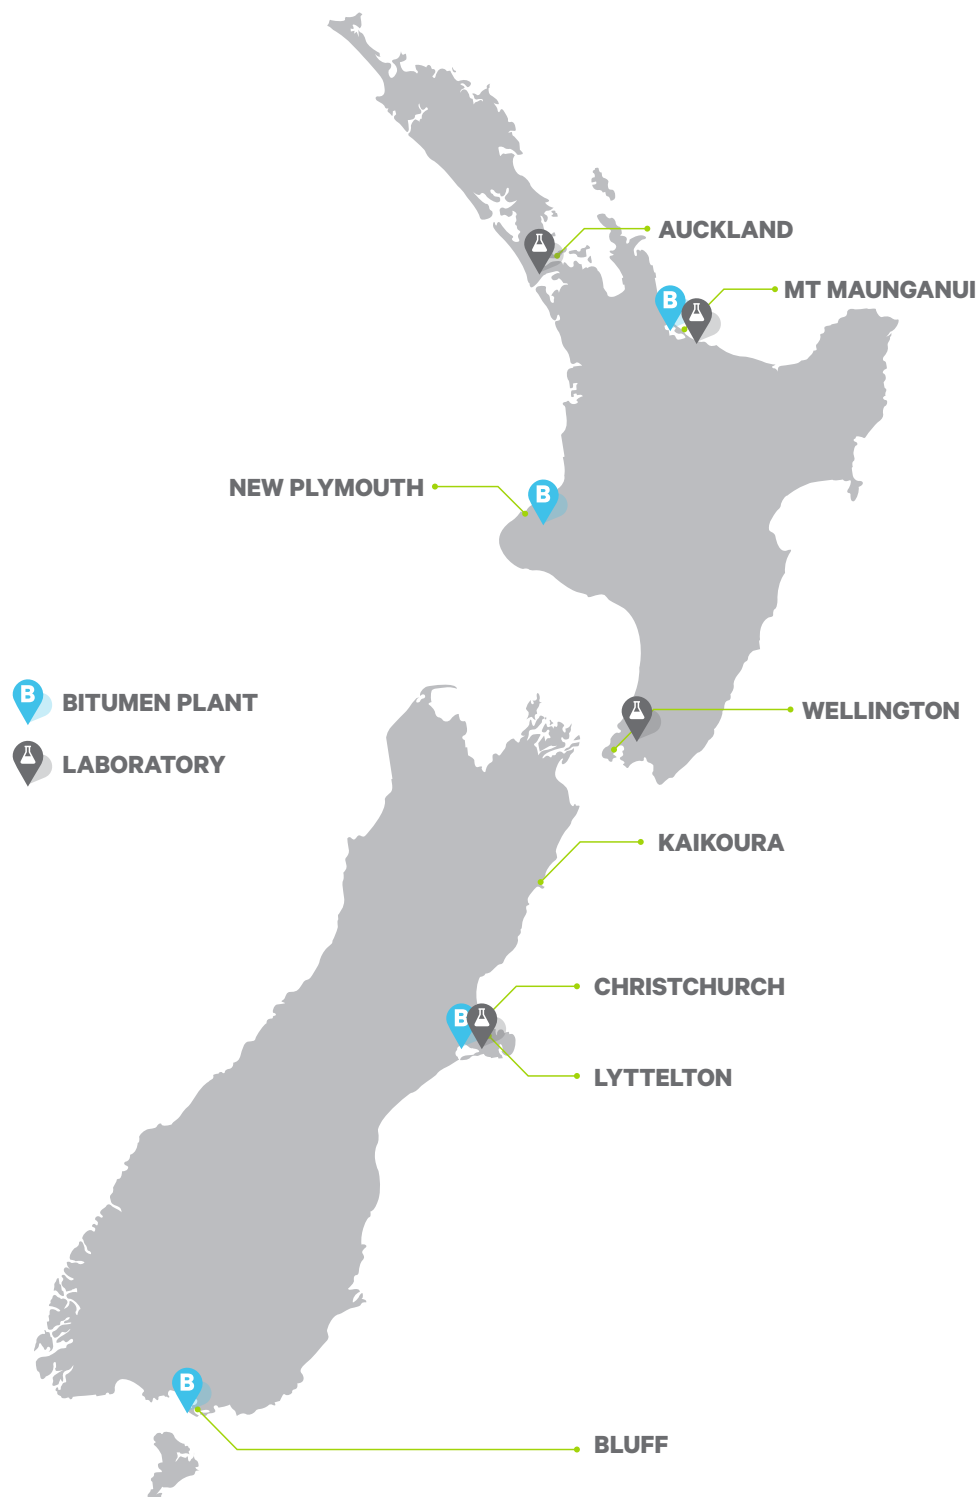 AUCKLAND
B
MT MAUNGANUI
NEW PLYMOUTH
B
B
BITUMEN PLANT
WELLINGTON
LABORATORY
KAIKOURA
CHRISTCHURCH
B
LYTTELTON
B
BLUFF